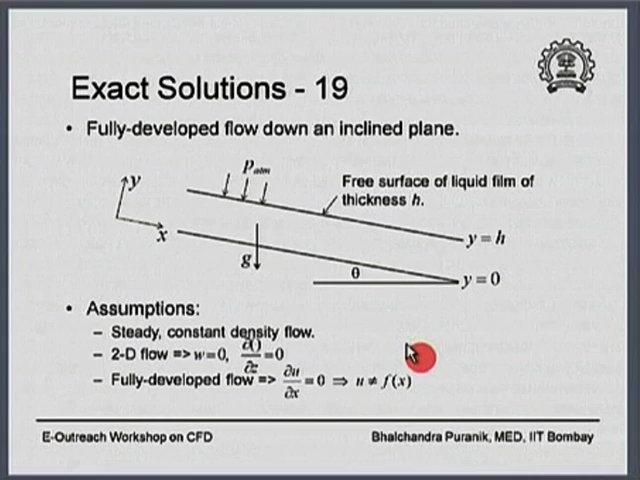 Exact Solutions - 19
• Fully-developed flow down an inclined plane.
p_atm
y
Free surface of liquid film of
thickness h.
x
y = h
g
θ
y = 0
• Assumptions:
– Steady, constant density flow.
– 2-D flow => w=0, ∂()/∂z = 0
– Fully-developed flow => ∂u/∂x = 0 ⇒ u ≠ f(x)
E-Outreach Workshop on CFD
Bhalchandra Puranik, MED, IIT Bombay